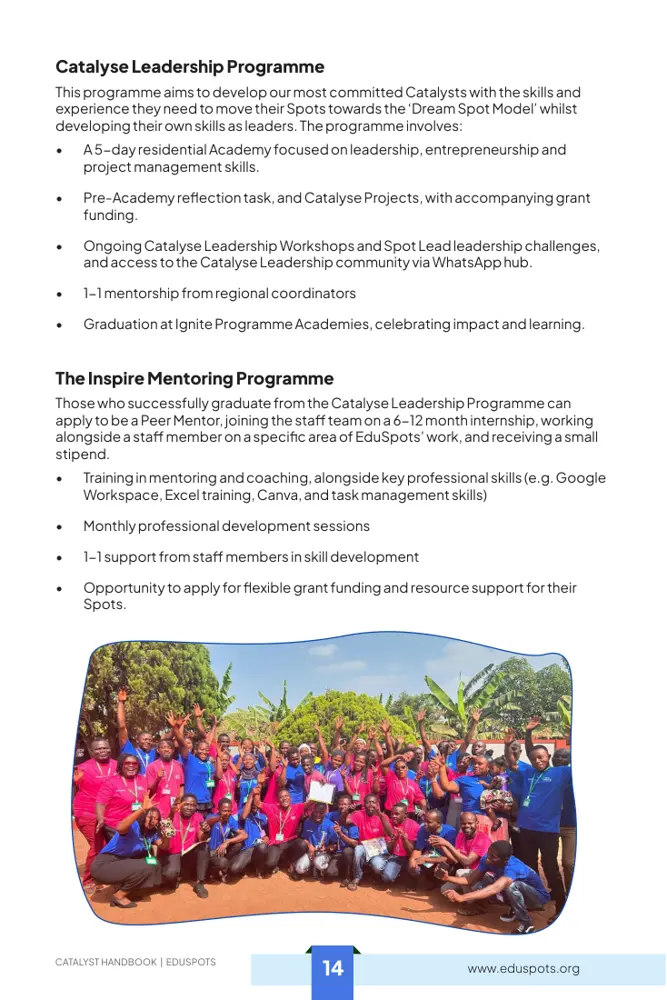 Catalyse Leadership Programme
This programme aims to develop our most committed Catalysts with the skills and
experience they need to move their Spots towards the ‘Dream Spot Model’ whilst
developing their own skills as leaders. The programme involves:
• A 5-day residential Academy focused on leadership, entrepreneurship and
project management skills.
• Pre-Academy reflection task, and Catalyse Projects, with accompanying grant
funding.
• Ongoing Catalyse Leadership Workshops and Spot Lead leadership challenges,
and access to the Catalyse Leadership community via WhatsApp hub.
• 1-1 mentorship from regional coordinators
• Graduation at Ignite Programme Academies, celebrating impact and learning.
The Inspire Mentoring Programme
Those who successfully graduate from the Catalyse Leadership Programme can
apply to be a Peer Mentor, joining the staff team on a 6-12 month internship, working
alongside a staff member on a specific area of EduSpots’ work, and receiving a small
stipend.
• Training in mentoring and coaching, alongside key professional skills (e.g. Google
Workspace, Excel training, Canva, and task management skills)
• Monthly professional development sessions
• 1-1 support from staff members in skill development
• Opportunity to apply for flexible grant funding and resource support for their
Spots.
CATALYST HANDBOOK | EDUSPOTS
14
www.eduspots.org